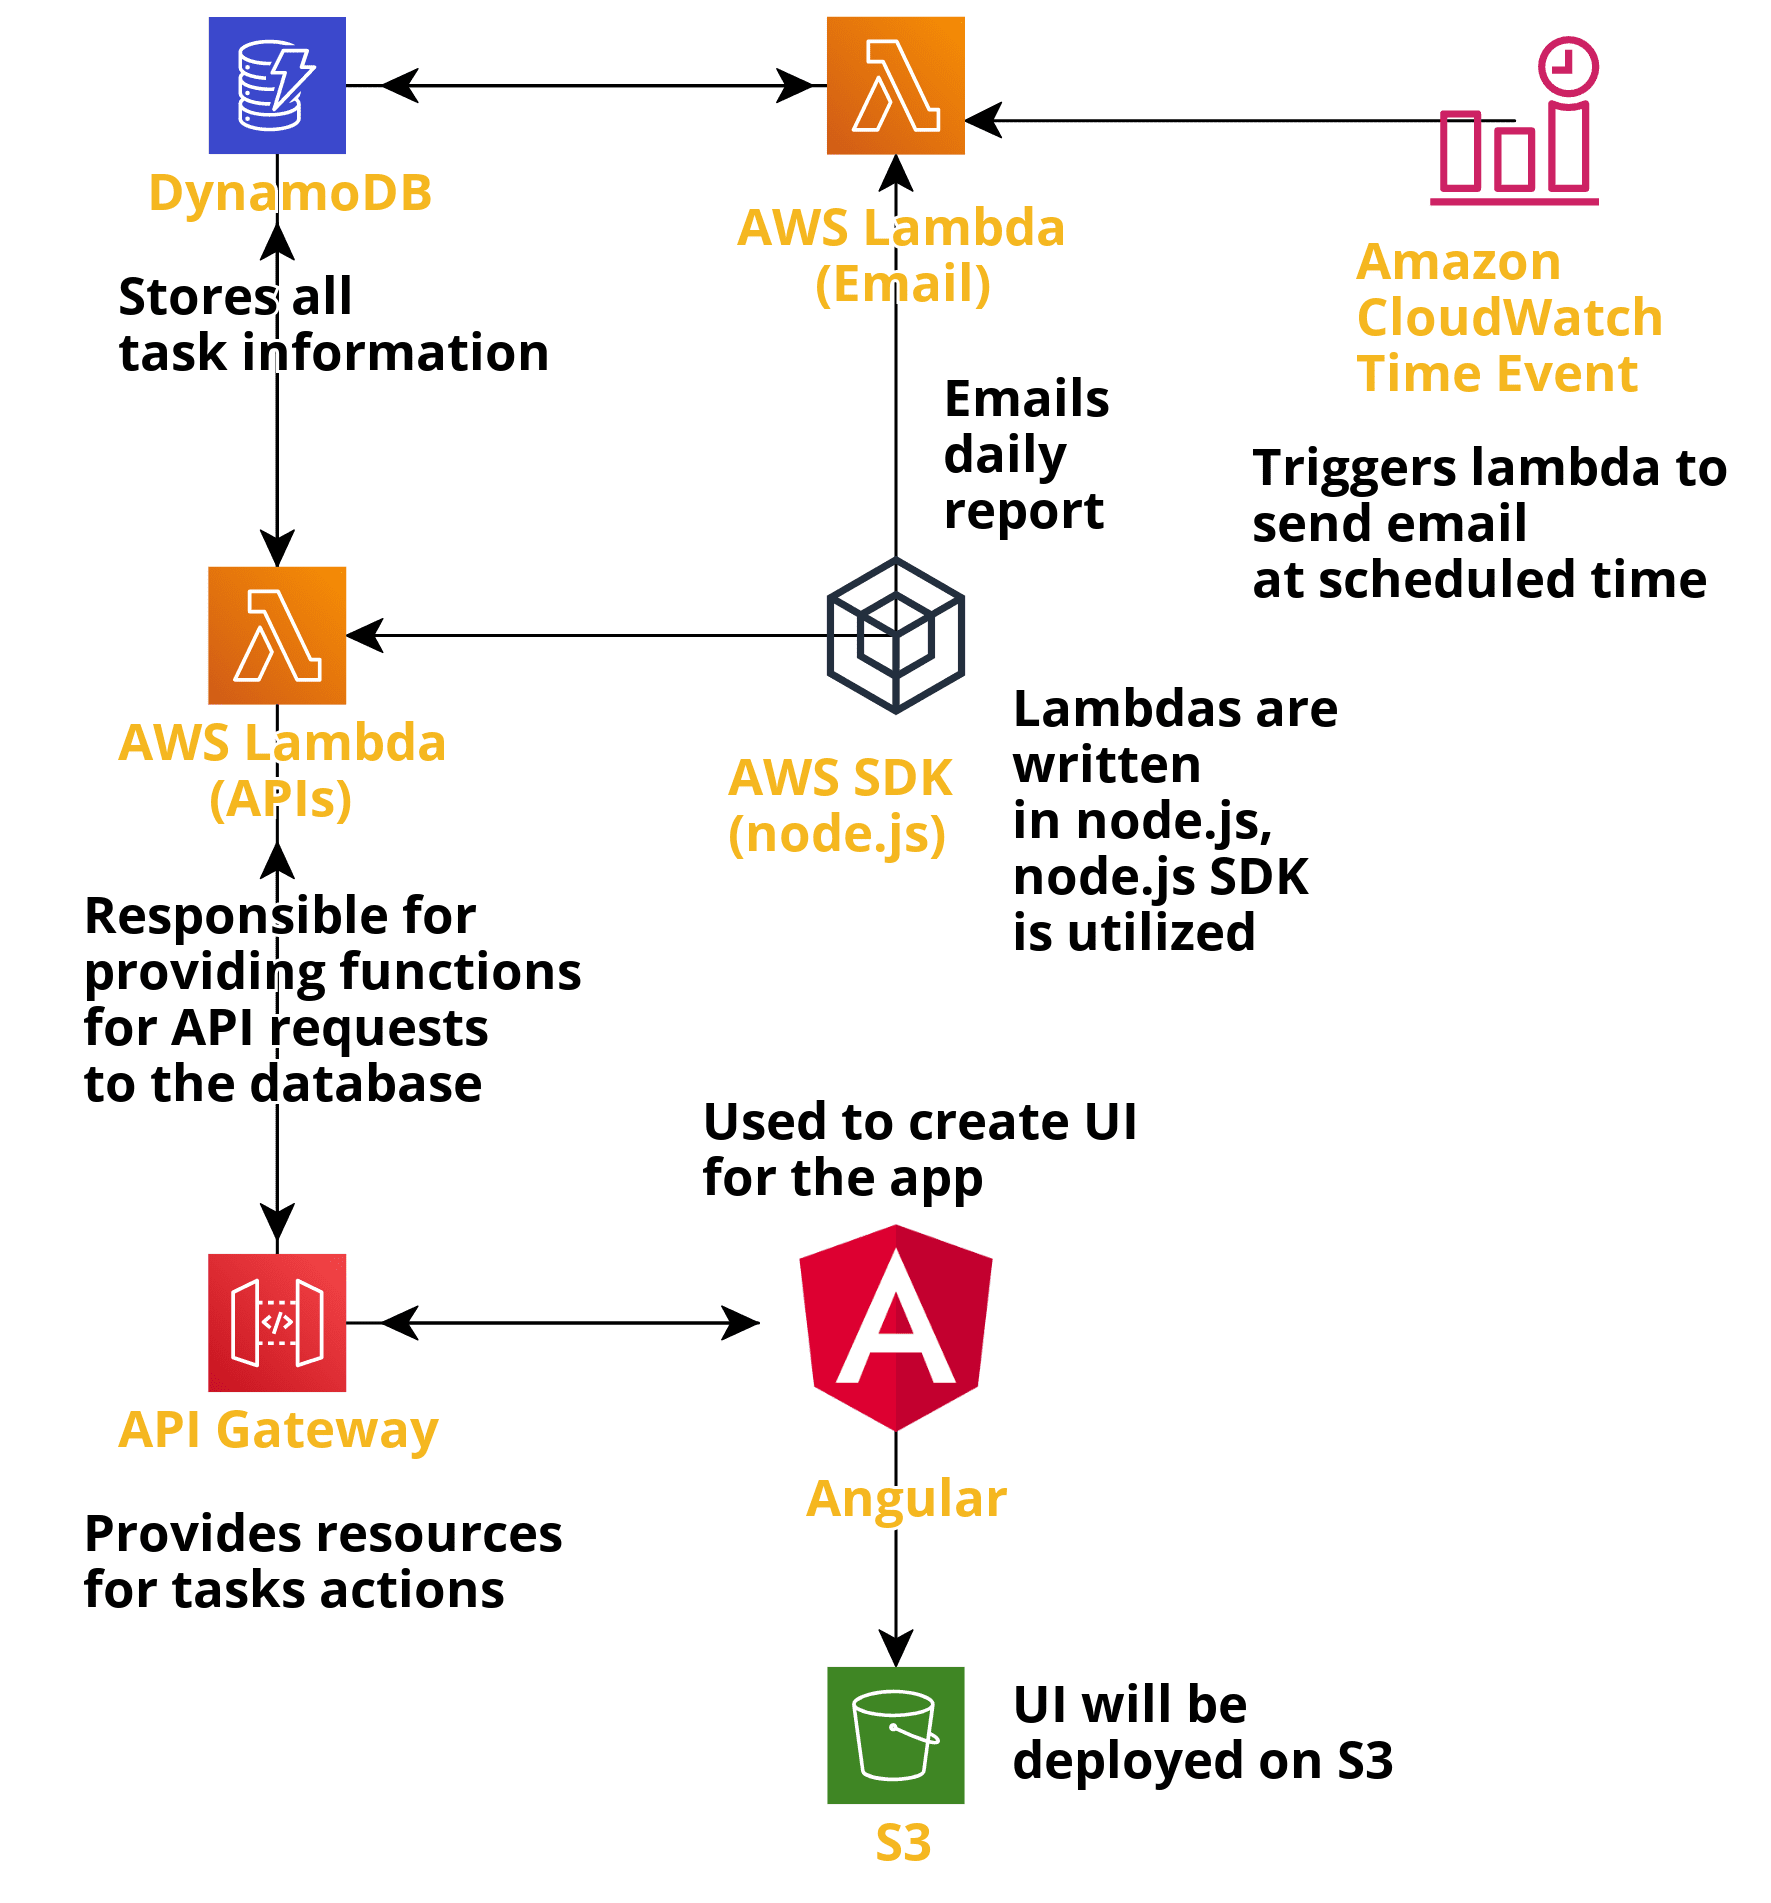 DynamoDB
AWS Lambda
(Email)
Amazon
CloudWatch
Time Event
Stores all
task information
Emails
daily
report
Triggers lambda to
send email
at scheduled time
AWS Lambda
(APIs)
AWS SDK
(node.js)
Lambdas are
written
in node.js,
node.js SDK
is utilized
Responsible for
providing functions
for API requests
to the database
Used to create UI
for the app
API Gateway
Angular
Provides resources
for tasks actions
UI will be
deployed on S3
S3